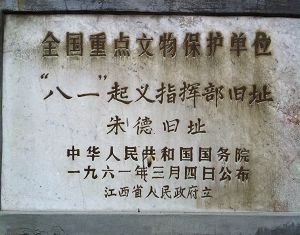 全国重点文物保护单位
“八一”起义指挥部旧址
朱德旧址
中华人民共和国国务院
一九六一年三月四日公布
江西省人民政府立